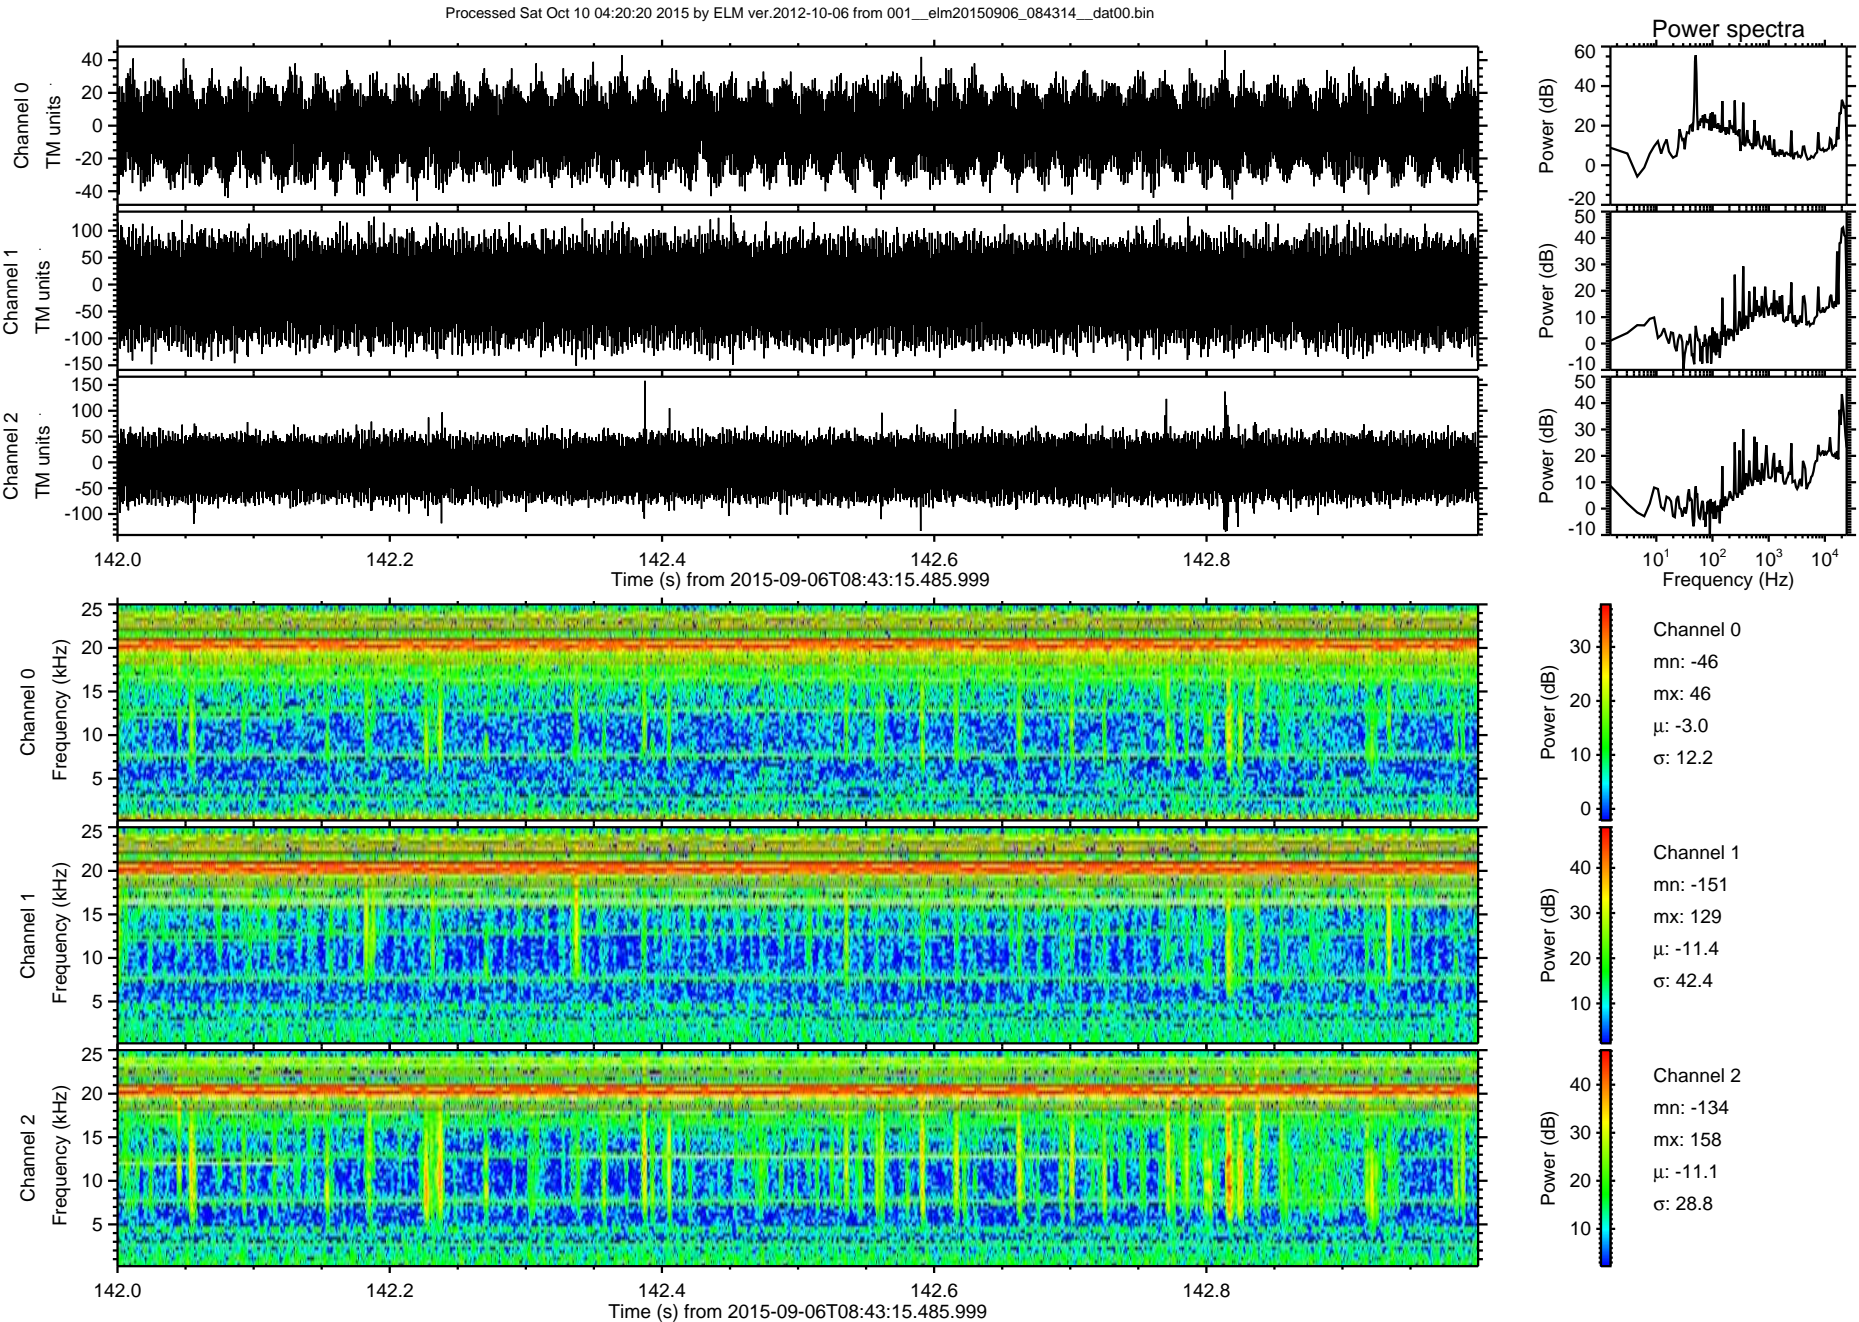 Processed Sat Oct 10 04:20:20 2015 by ELM ver.2012-10-06 from 001__elm20150906_084314__dat00.bin
Power spectra
Channel 0
TM units
40
20
0
-20
-40
Power (dB)
60
40
20
0
-20
Channel 1
TM units
100
50
0
-50
-100
-150
Power (dB)
50
40
30
20
10
0
-10
Channel 2
TM units
150
100
50
0
-50
-100
Power (dB)
50
40
30
20
10
0
-10
142.0 142.2 142.4 142.6 142.8
Time (s) from 2015-09-06T08:43:15.485.999
10^1 10^2 10^3 10^4
Frequency (Hz)
Channel 0
Frequency (kHz)
25
20
15
10
5
Power (dB)
30
20
10
0
Channel 0
mn: -46
mx: 46
μ: -3.0
σ: 12.2
Channel 1
Frequency (kHz)
25
20
15
10
5
Power (dB)
40
30
20
10
Channel 1
mn: -151
mx: 129
μ: -11.4
σ: 42.4
Channel 2
Frequency (kHz)
25
20
15
10
5
Power (dB)
40
30
20
10
Channel 2
mn: -134
mx: 158
μ: -11.1
σ: 28.8
142.0 142.2 142.4 142.6 142.8
Time (s) from 2015-09-06T08:43:15.485.999